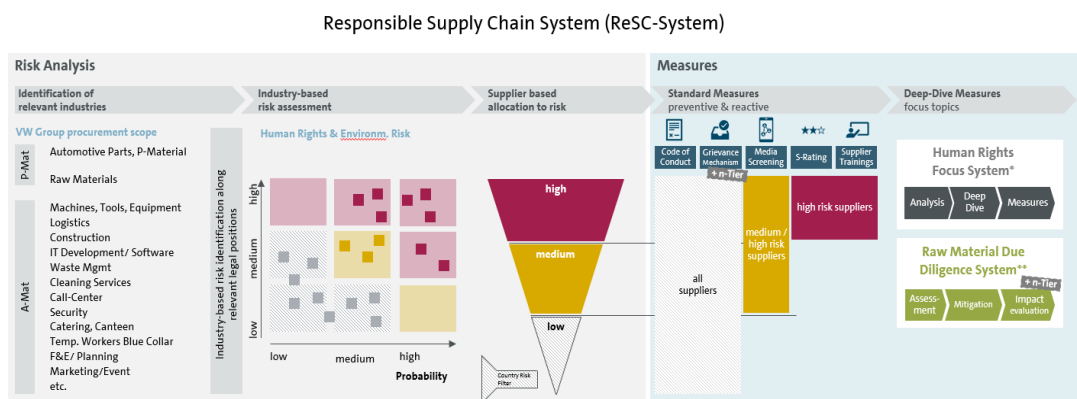 Responsible Supply Chain System (ReSC-System)
Risk Analysis
Identification of
relevant industries
Industry-based
risk assessment
Supplier based
allocation to risk
VW Group procurement scope
P-Mat
Automotive Parts, P-Material
Raw Materials
A-Mat
Machines, Tools, Equipment
Logistics
Construction
IT Development/ Software
Waste Mgmt
Cleaning Services
Call-Center
Security
Catering, Canteen
Temp. Workers Blue Collar
F&E/ Planning
Marketing/Event
etc.
Industry-based risk identification along
relevant legal positions
Human Rights & Environm. Risk
high
medium
low
low
medium
high
Probability
high
medium
low
Country Risk
Filter
Measures
Standard Measures
preventive & reactive
Deep-Dive Measures
focus topics
Code of
Conduct
Grievance
Mechanism
+ n-Tier
Media
Screening
S-Rating
Supplier
Trainings
all
suppliers
medium /
high risk
suppliers
high risk suppliers
Human Rights
Focus System*
Analysis
Deep
Dive
Measures
Raw Material Due
Diligence System**
+ n-Tier
Assess-
ment
Mitigation
Impact
evaluation